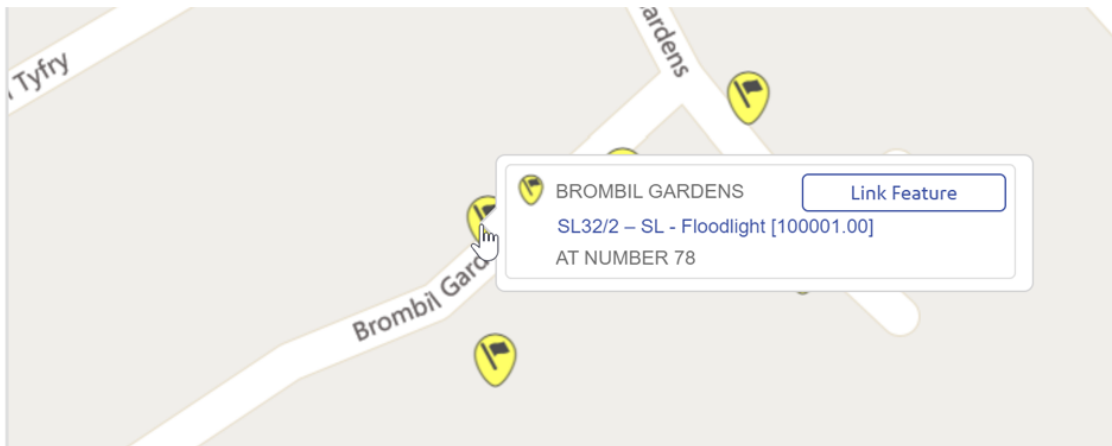 Tyfry
ardens
BROMBIL GARDENS
Link Feature
SL32/2 – SL - Floodlight [100001.00]
AT NUMBER 78
Brombil Gard